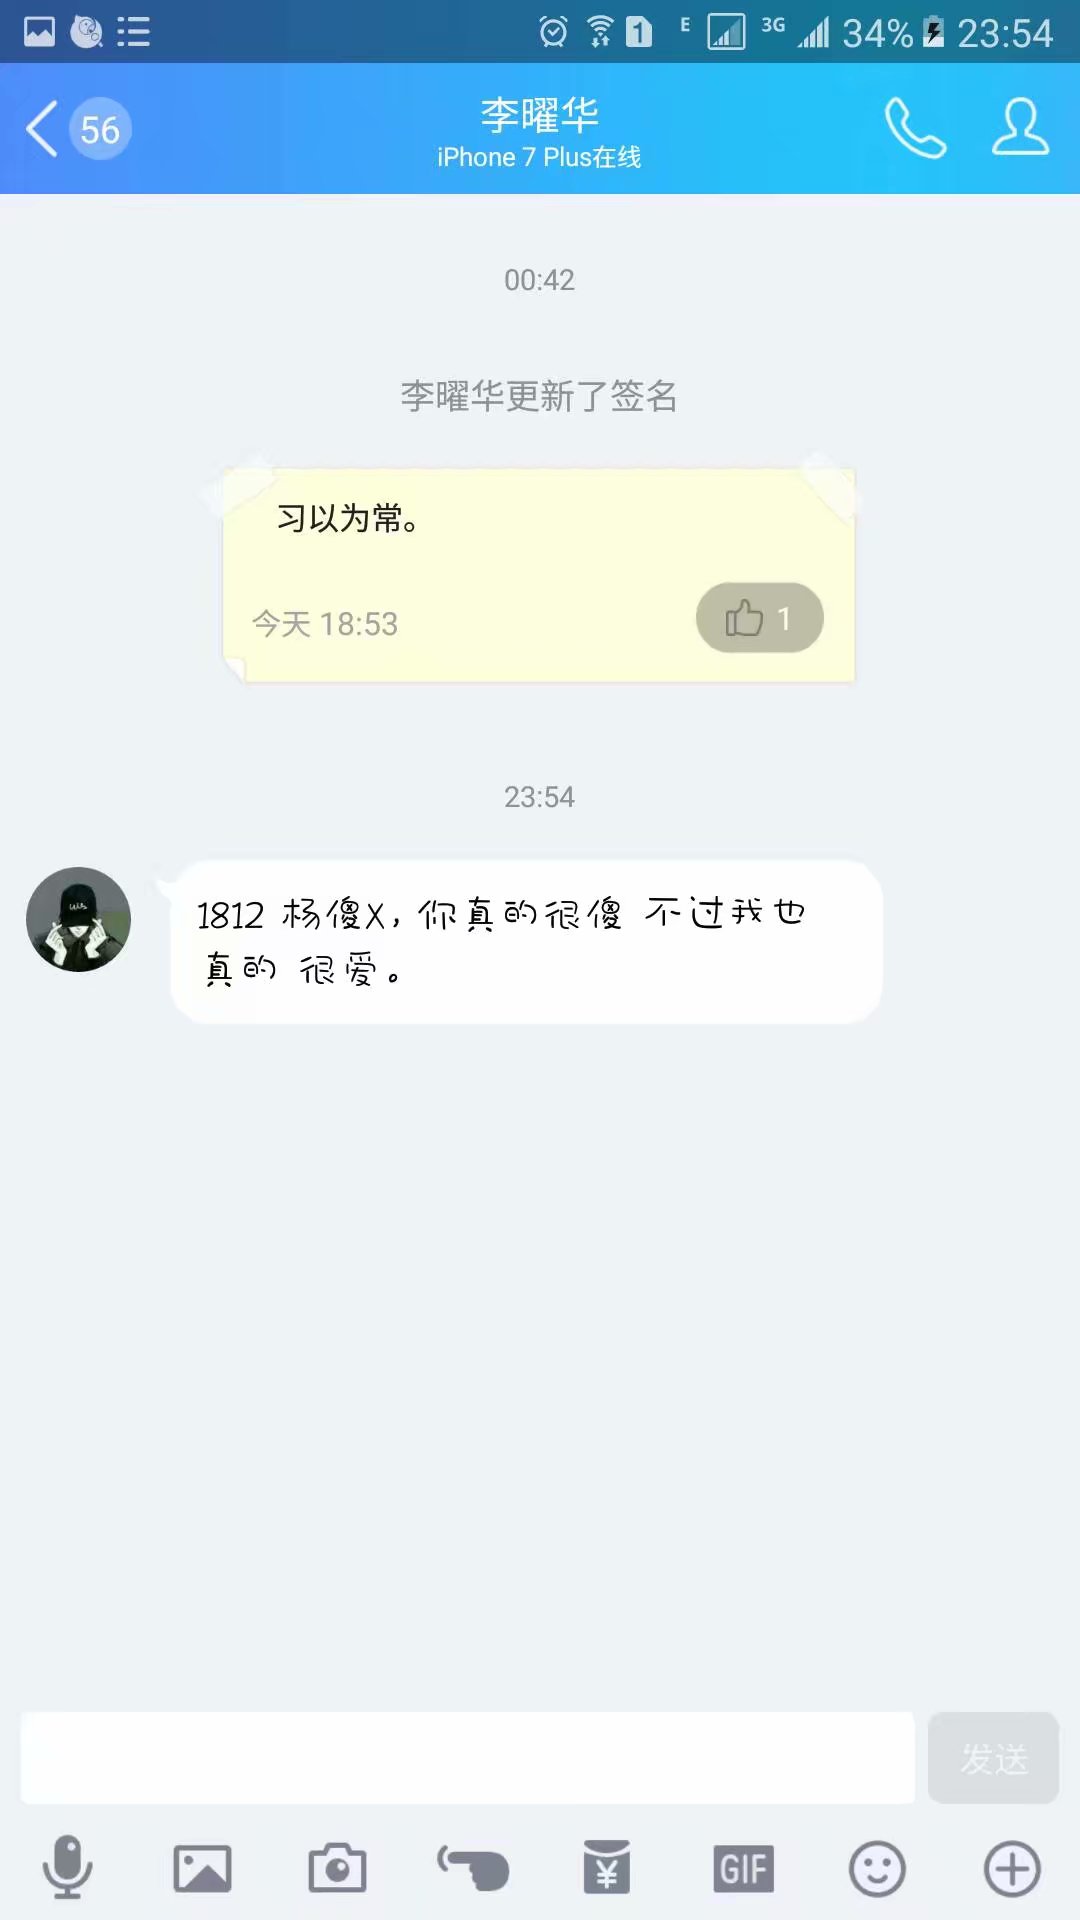 E 3G 34% 23:54
56
李曜华
iPhone 7 Plus在线
00:42
李曜华更新了签名
习以为常。
今天 18:53
1
23:54
1812 杨傻X，你真的很傻 不过我也
真的 很爱。
发送
GIF